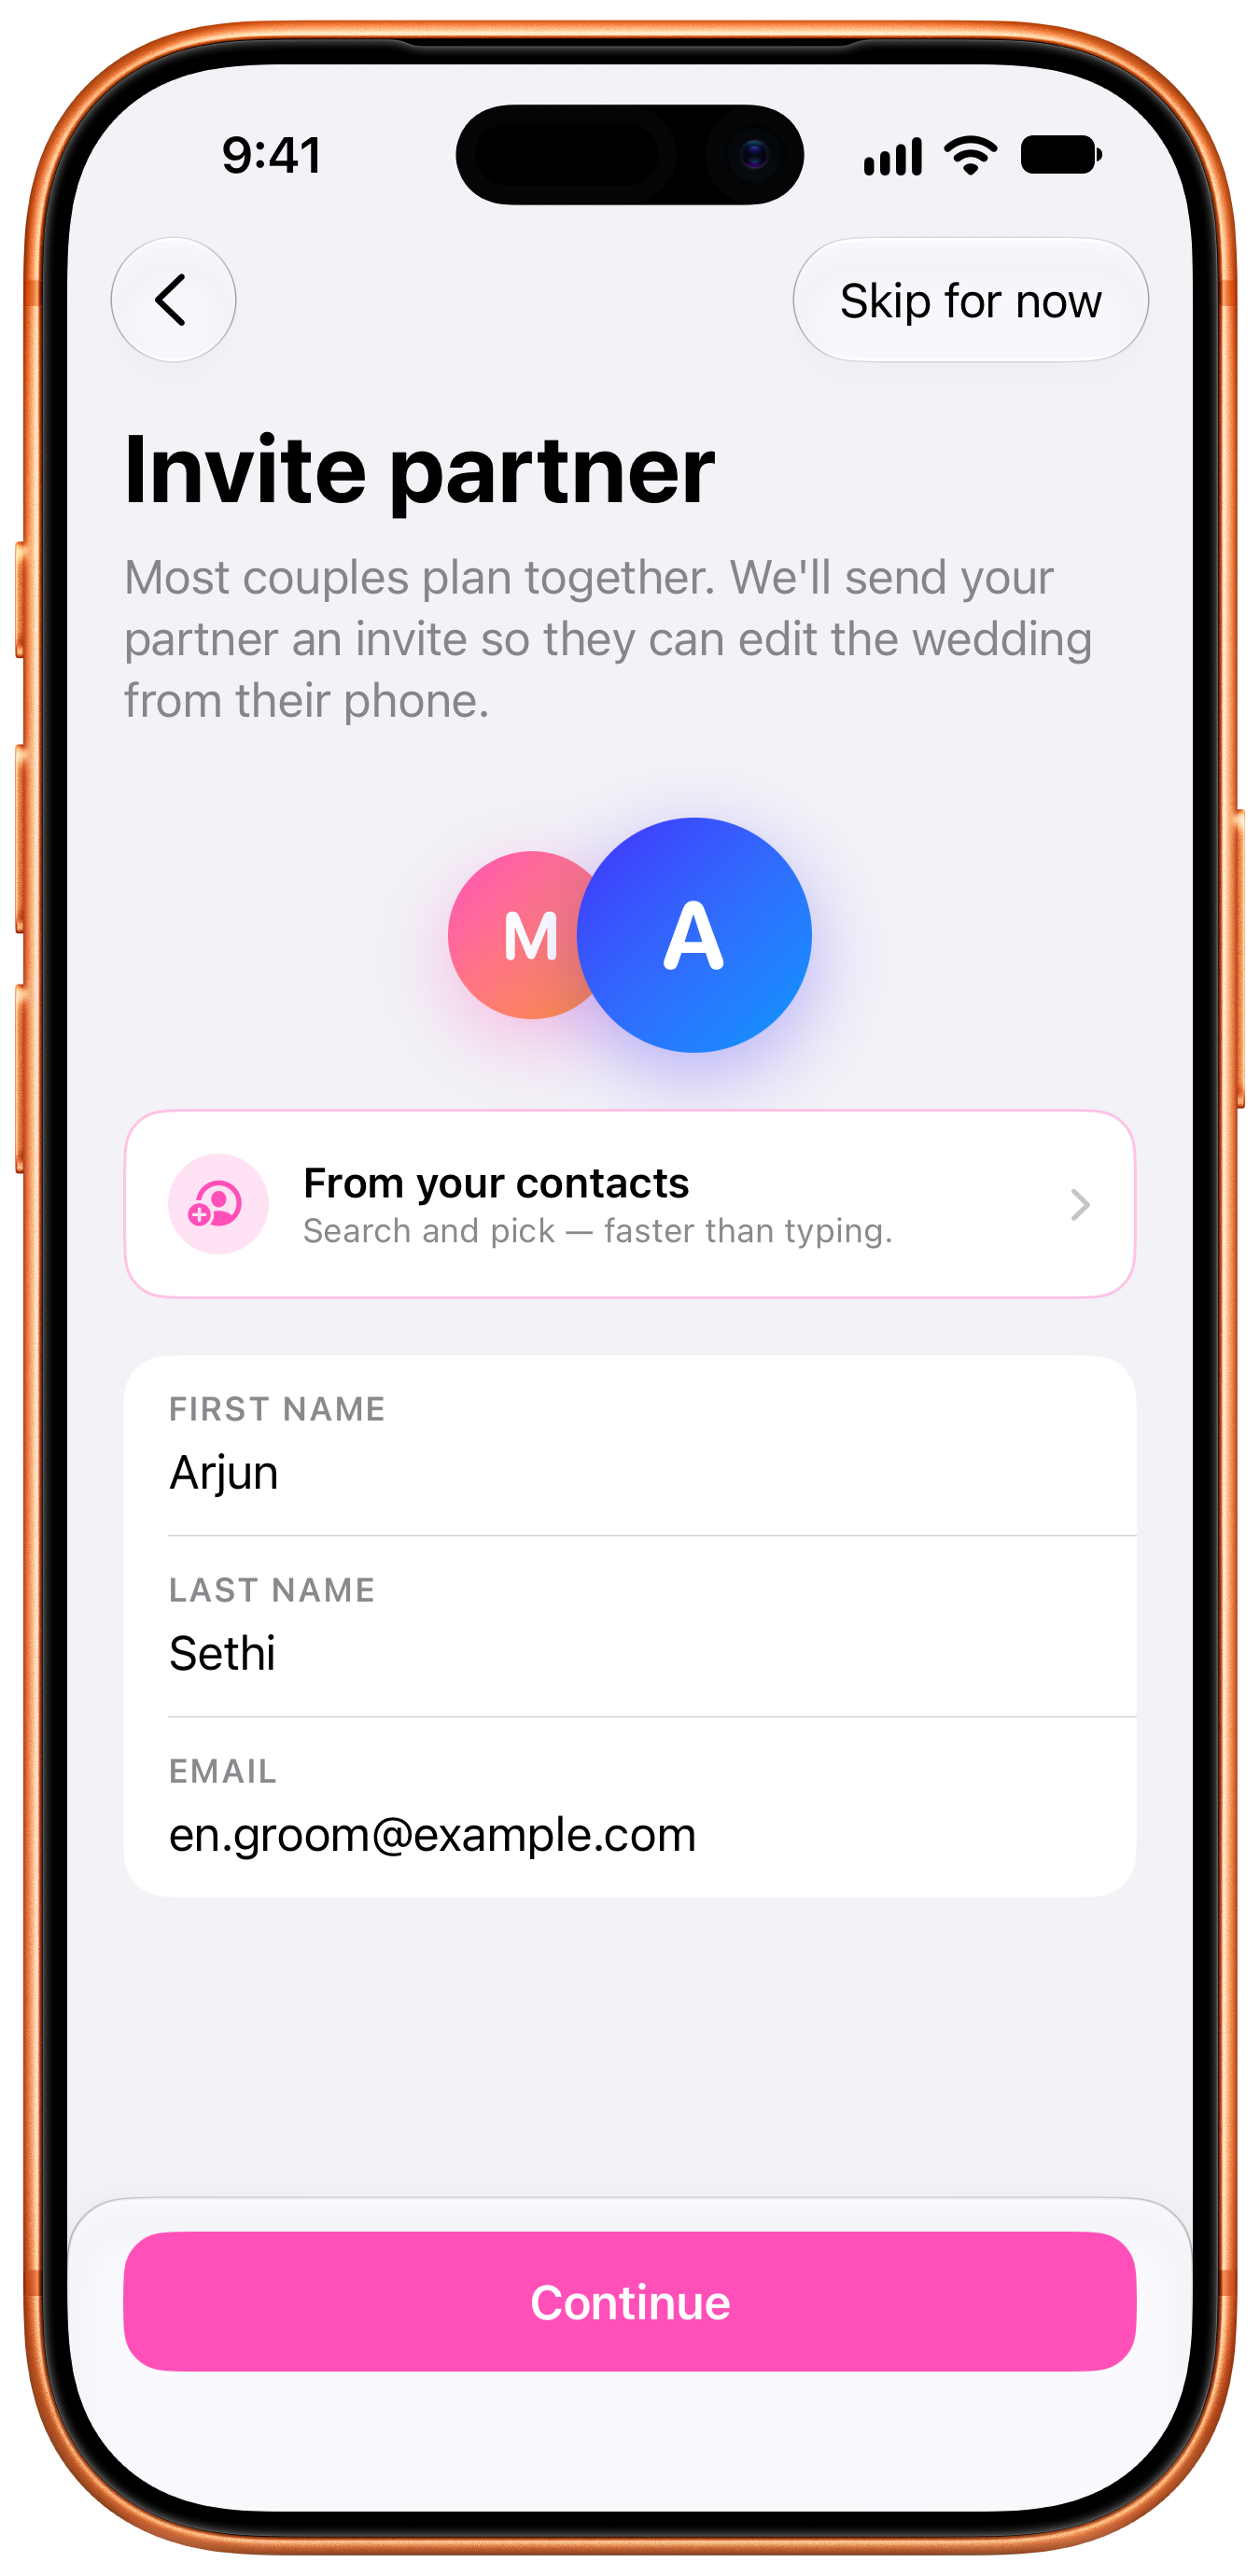 9:41
Skip for now
Invite partner
Most couples plan together. We'll send your
partner an invite so they can edit the wedding
from their phone.
M
A
From your contacts
Search and pick — faster than typing.
FIRST NAME
Arjun
LAST NAME
Sethi
EMAIL
en.groom@example.com
Continue